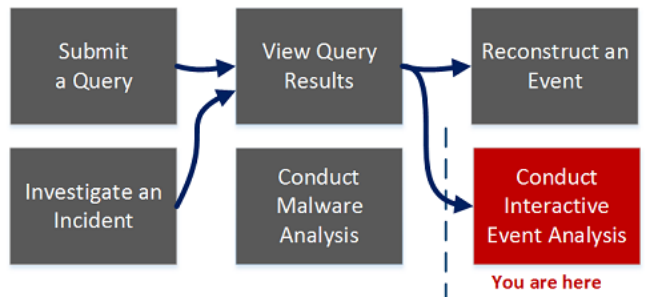 Submit
a Query
View Query
Results
Reconstruct an
Event
Investigate an
Incident
Conduct
Malware
Analysis
Conduct
Interactive
Event Analysis
You are here